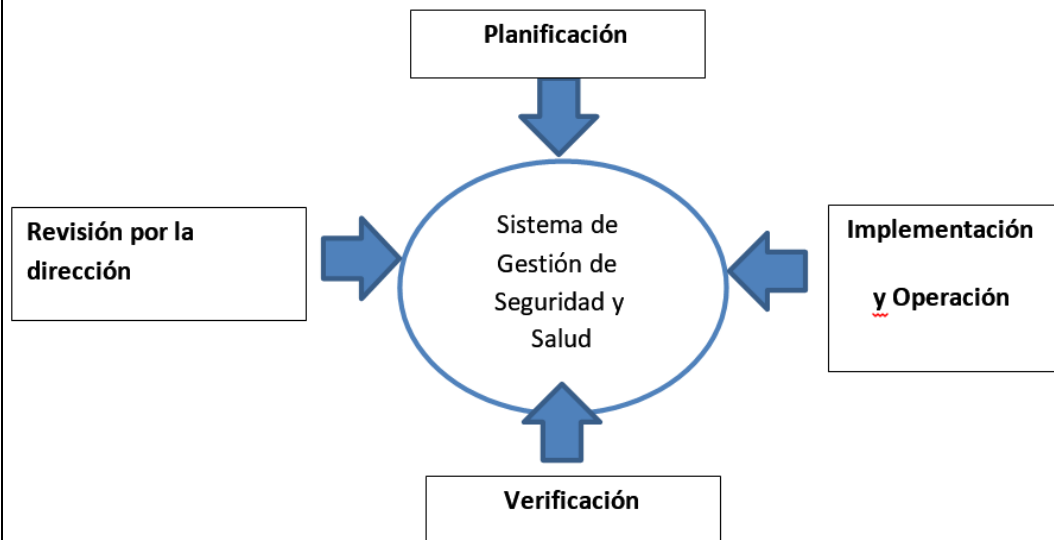 Planificación
Revisión por la
dirección
Sistema de
Gestión de
Seguridad y
Salud
Implementación
y Operación
Verificación